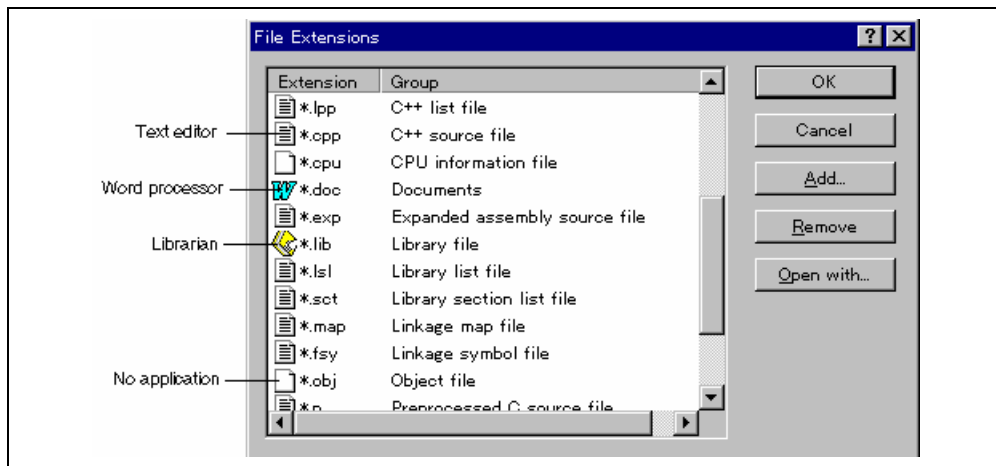 File Extensions
Extension Group
*.lpp C++ list file
Text editor *.cpp C++ source file
*.cpu CPU information file
Word processor *.doc Documents
*.exp Expanded assembly source file
Librarian *.lib Library file
*.lsl Library list file
*.sct Library section list file
*.map Linkage map file
*.fsy Linkage symbol file
No application *.obj Object file
*.p Preprocessed C source file
OK
Cancel
Add...
Remove
Open with...